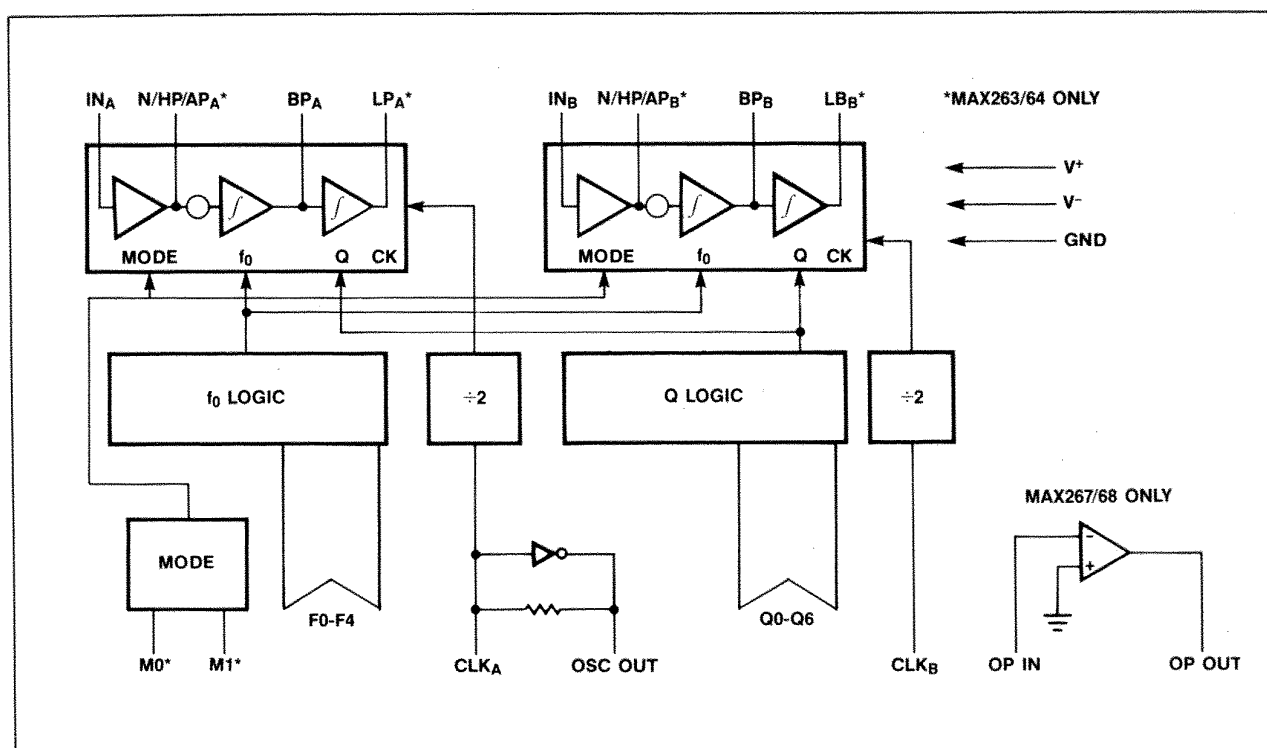 INA N/HP/APA* BPA LPA* INB N/HP/APB* BPB LBB* *MAX263/64 ONLY
V+
V−
GND
∫ ∫ ∫ ∫
MODE f0 Q CK MODE f0 Q CK
f0 LOGIC ÷2 Q LOGIC ÷2
MAX267/68 ONLY
MODE
−
+
F0-F4 Q0-Q6
M0* M1* CLKA OSC OUT CLKB OP IN OP OUT